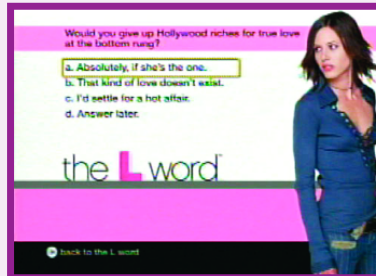 Would you give up Hollywood riches for true love
at the bottom rung?
a. Absolutely, if she's the one.
b. That kind of love doesn't exist.
c. I'd settle for a hot affair.
d. Answer later.
the L word™
back to the L word